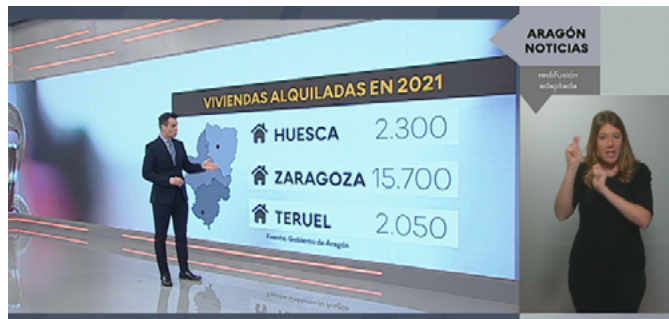 ARAGÓN
NOTICIAS
redifusión
adaptada
VIVIENDAS ALQUILADAS EN 2021
HUESCA 2.300
ZARAGOZA 15.700
TERUEL 2.050
Fuente: Gobierno de Aragón